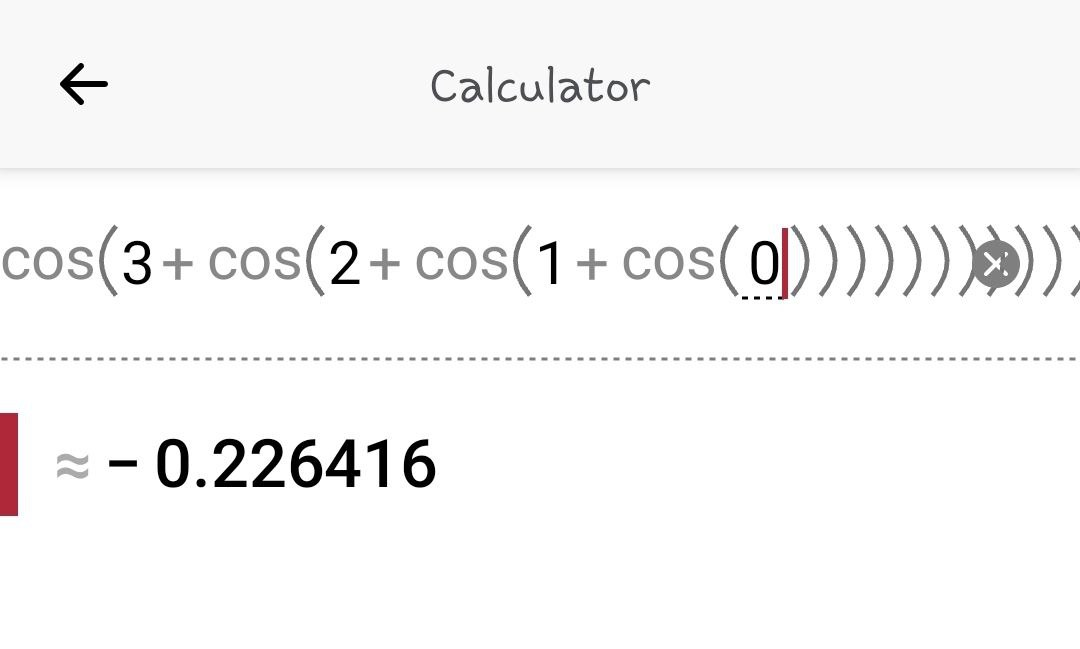 Calculator
cos(3 + cos(2 + cos(1 + cos(0)))))))))))
≈ − 0.226416